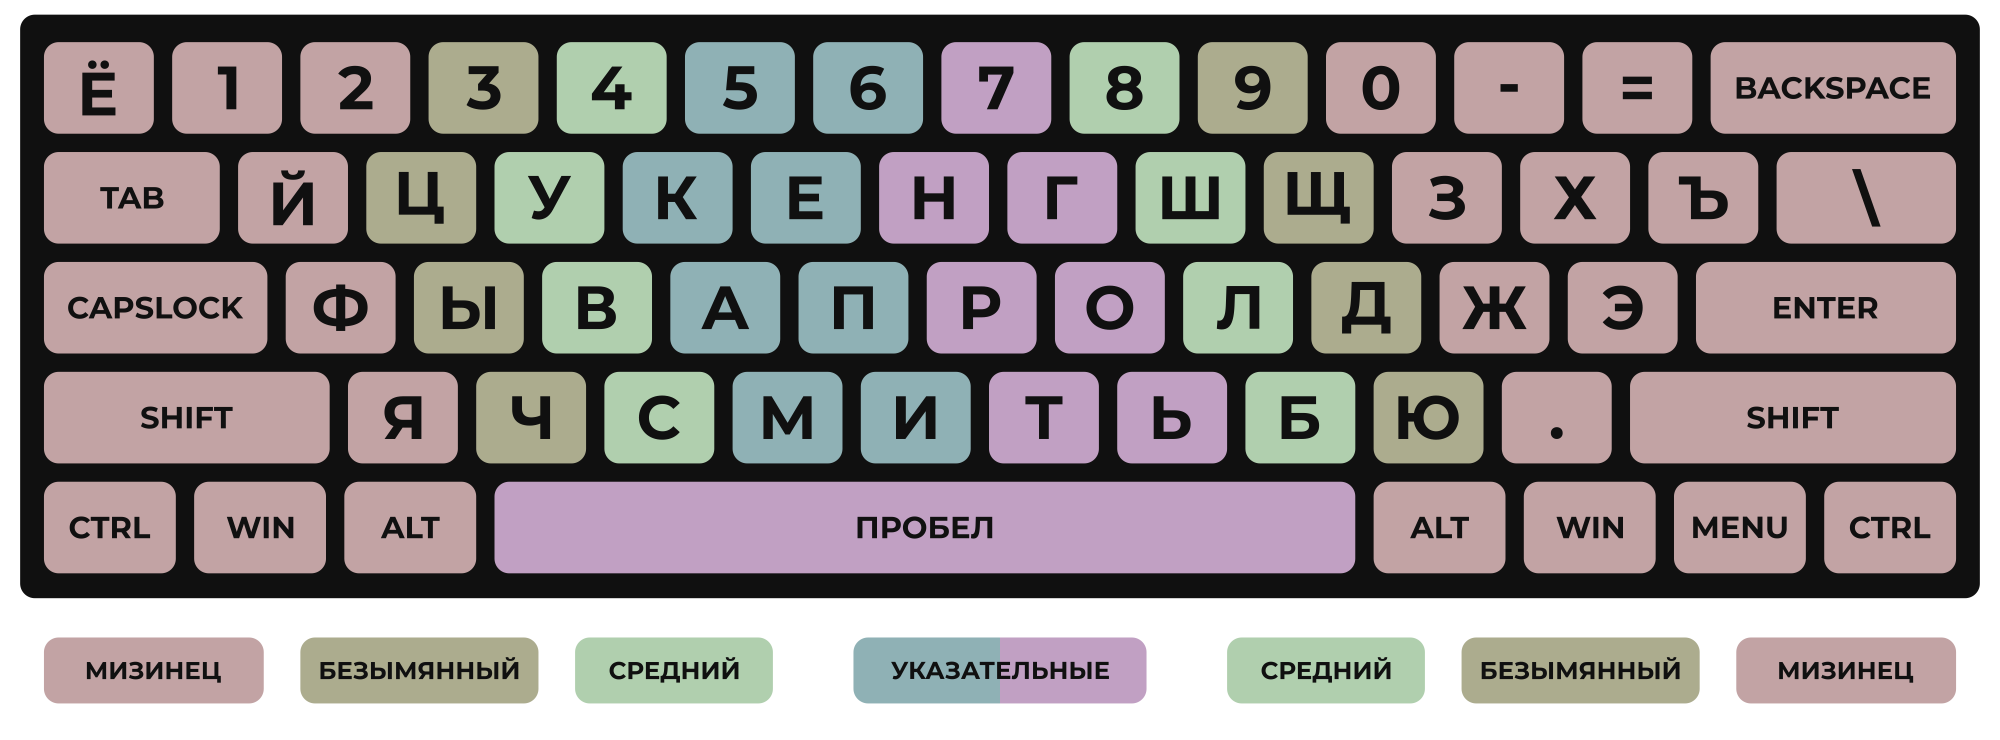 Ё 1 2 3 4 5 6 7 8 9 0 - = BACKSPACE
TAB Й Ц У К Е Н Г Ш Щ З Х Ъ \
CAPSLOCK Ф Ы В А П Р О Л Д Ж Э ENTER
SHIFT Я Ч С М И Т Ь Б Ю . SHIFT
CTRL WIN ALT ПРОБЕЛ ALT WIN MENU CTRL
МИЗИНЕЦ БЕЗЫМЯННЫЙ СРЕДНИЙ УКАЗАТЕЛЬНЫЕ СРЕДНИЙ БЕЗЫМЯННЫЙ МИЗИНЕЦ